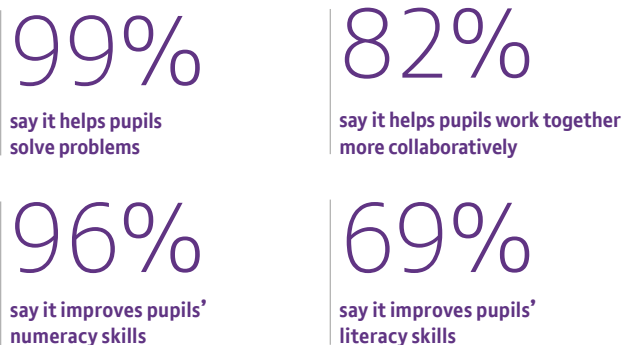 99%
say it helps pupils
solve problems
82%
say it helps pupils work together
more collaboratively
96%
say it improves pupils’
numeracy skills
69%
say it improves pupils’
literacy skills